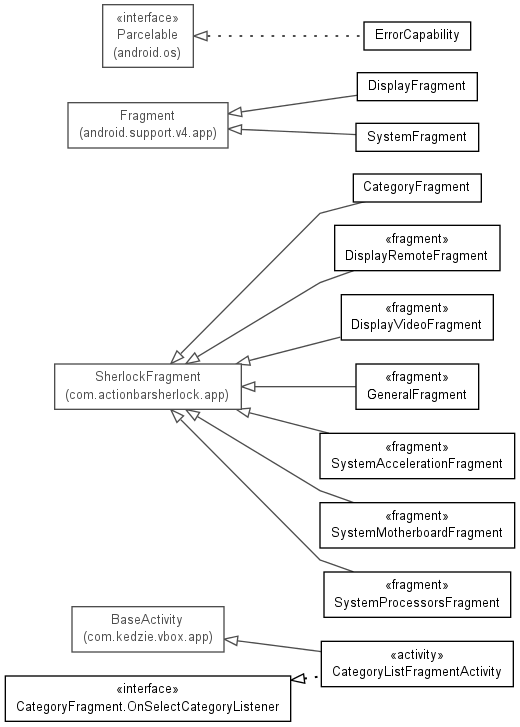 «interface»
Parcelable
(android.os)
ErrorCapability
Fragment
(android.support.v4.app)
DisplayFragment
SystemFragment
CategoryFragment
«fragment»
DisplayRemoteFragment
«fragment»
DisplayVideoFragment
SherlockFragment
(com.actionbarsherlock.app)
«fragment»
GeneralFragment
«fragment»
SystemAccelerationFragment
«fragment»
SystemMotherboardFragment
«fragment»
SystemProcessorsFragment
BaseActivity
(com.kedzie.vbox.app)
«activity»
CategoryListFragmentActivity
«interface»
CategoryFragment.OnSelectCategoryListener